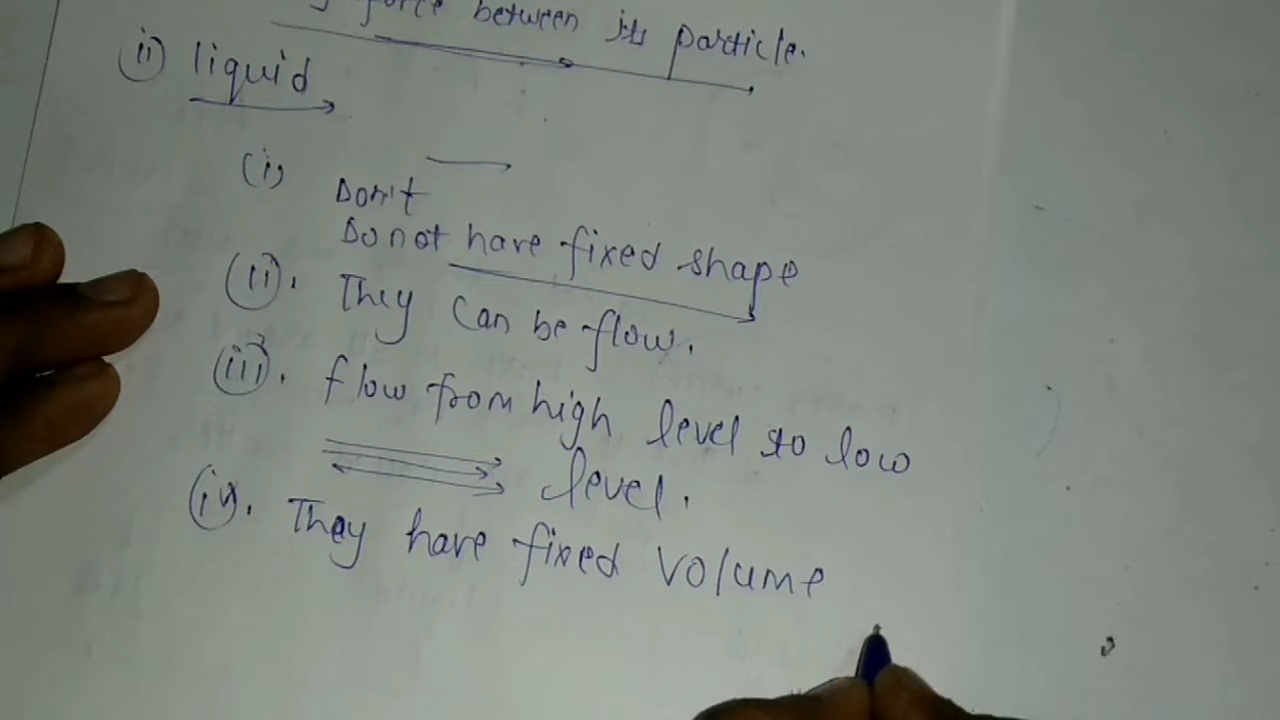 force between its particle.
(ii) liquid
(i)
Don't
Do not have fixed shape
(ii). They can be flow.
(iii). flow from high level to low
level.
(iv). They have fixed volume